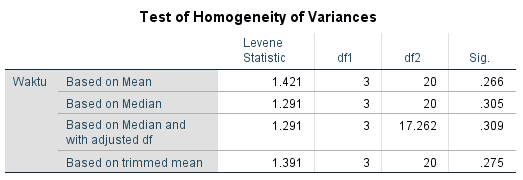 Test of Homogeneity of Variances
Levene
Statistic df1 df2 Sig.
Waktu Based on Mean 1.421 3 20 .266
Based on Median 1.291 3 20 .305
Based on Median and
with adjusted df 1.291 3 17.262 .309
Based on trimmed mean 1.391 3 20 .275